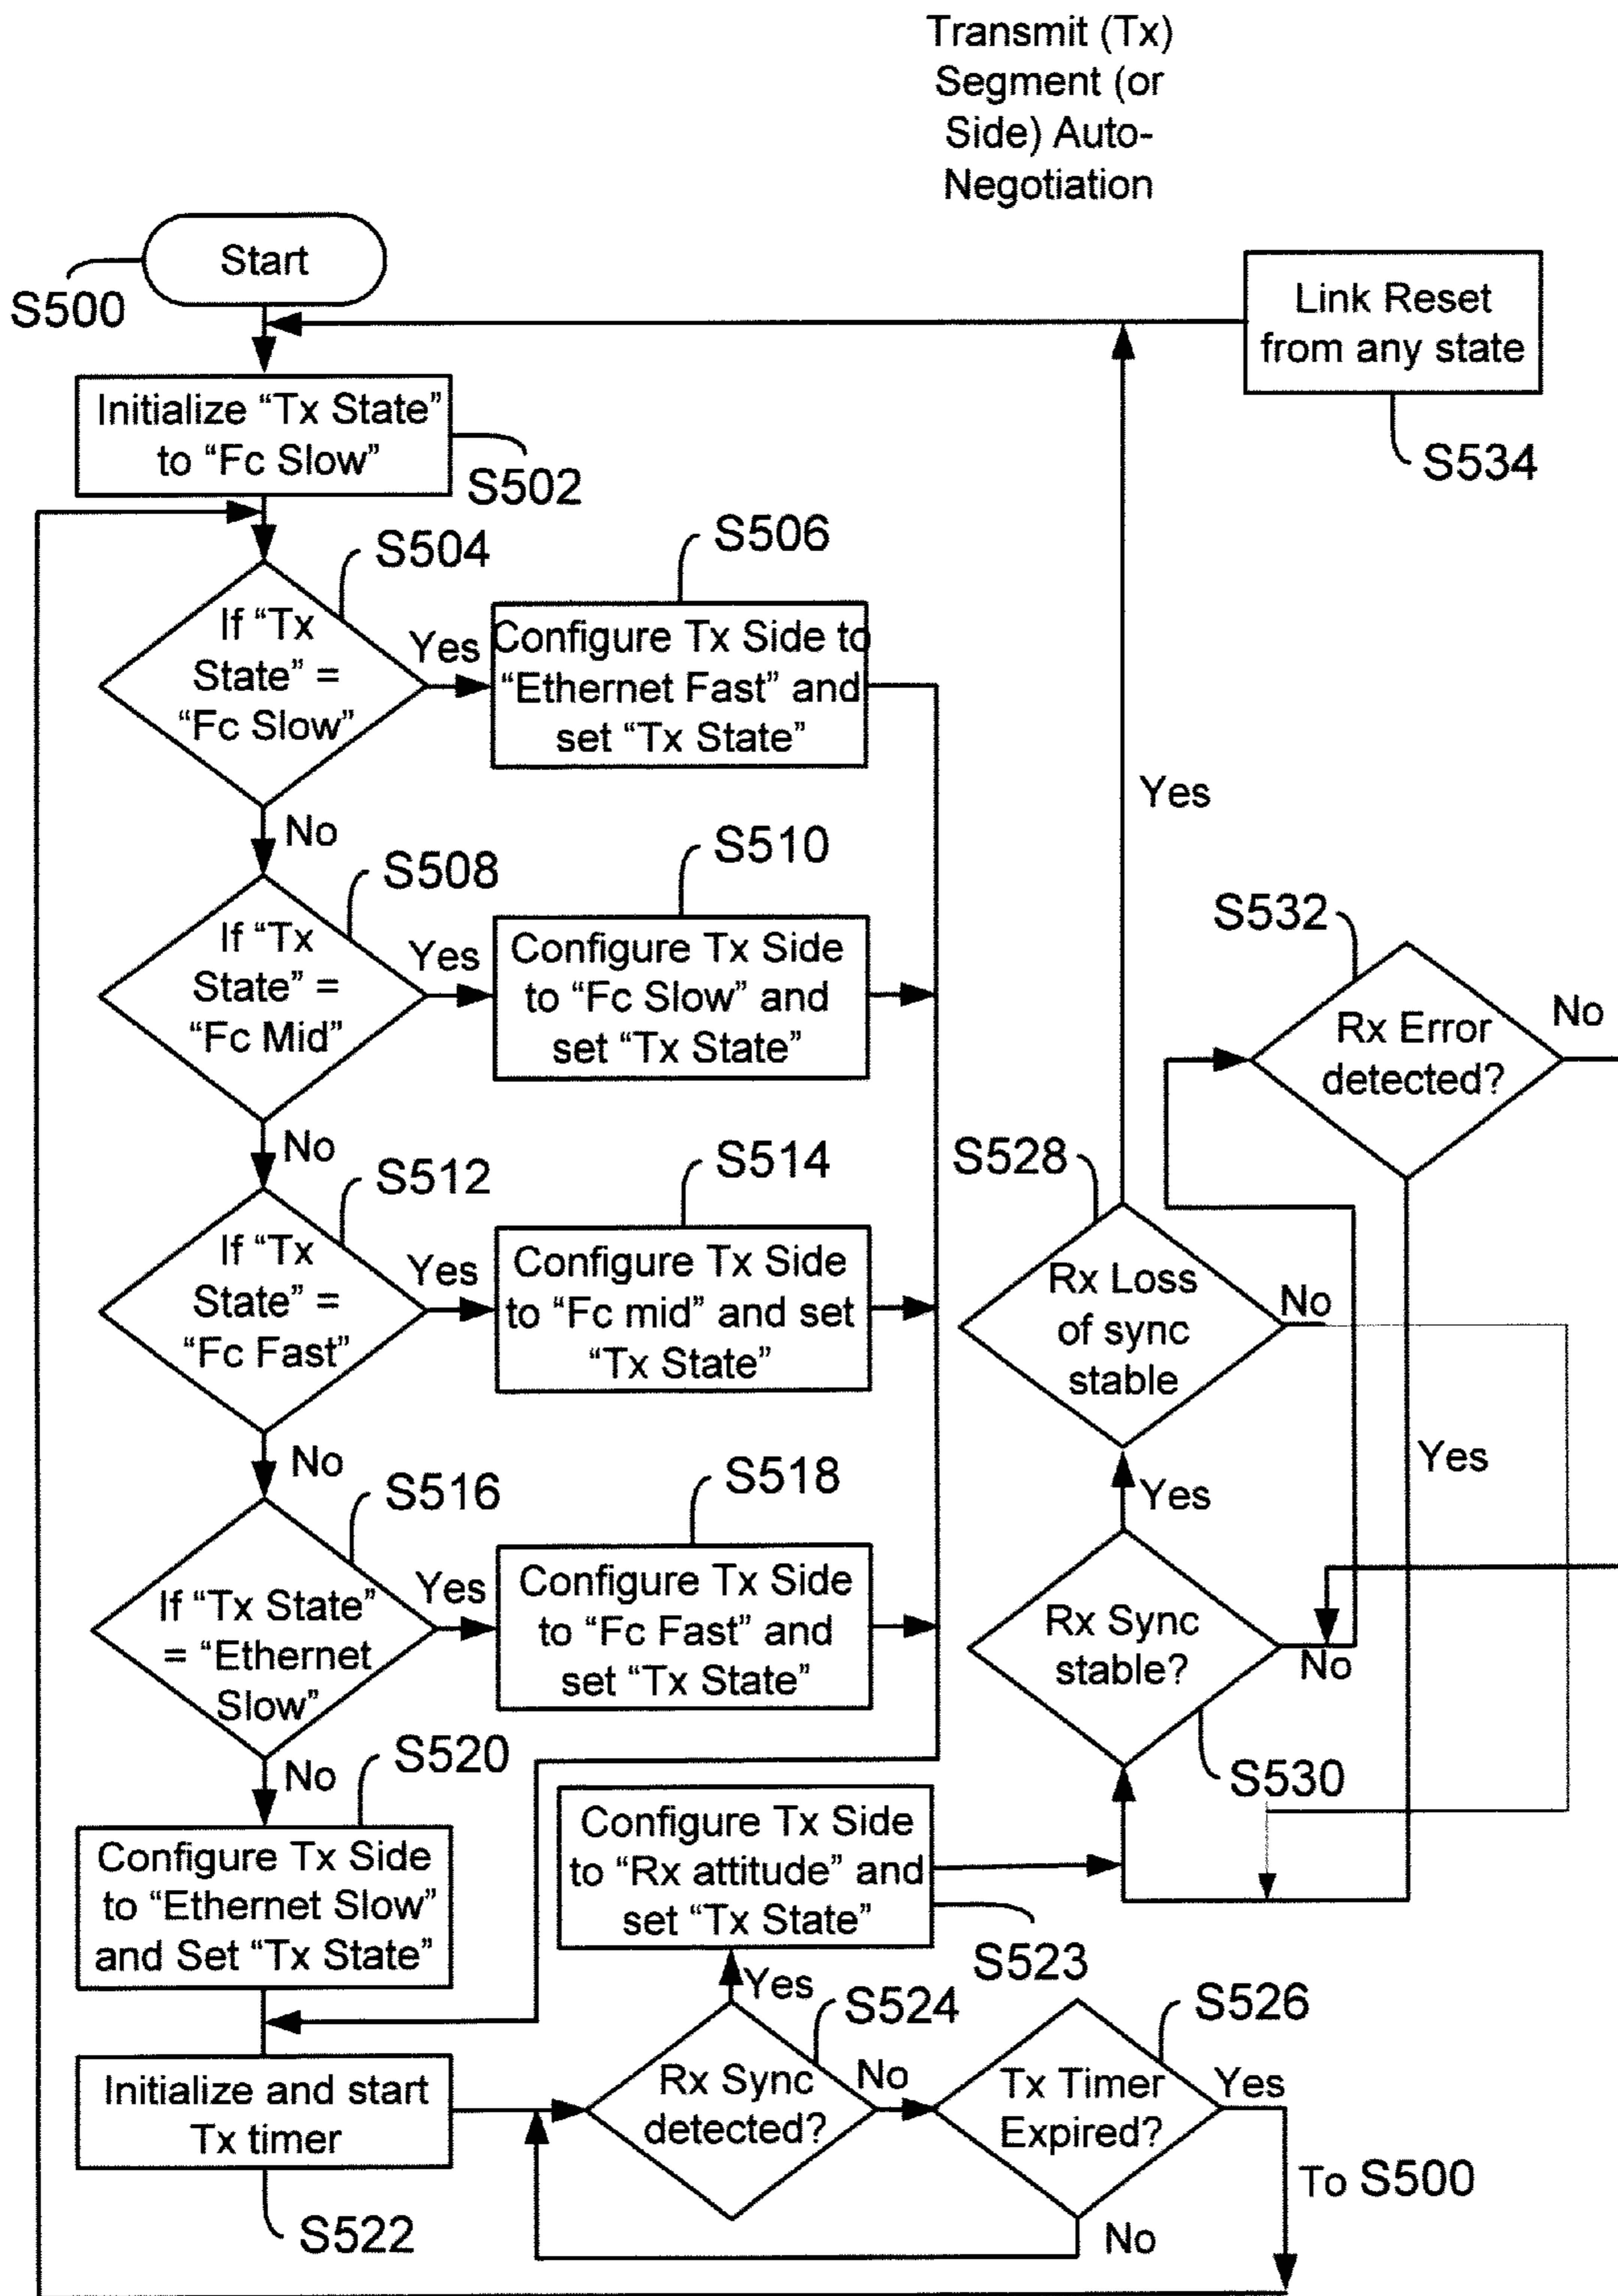 Transmit (Tx)
Segment (or
Side) Auto-
Negotiation
Start
S500
Link Reset
from any state
S534
Initialize “Tx State”
to “Fc Slow”
S502
S504
If “Tx
State” =
“Fc Slow”
Yes
No
S506
Configure Tx Side to
“Ethernet Fast” and
set “Tx State”
S508
If “Tx
State” =
“Fc Mid”
Yes
No
S510
Configure Tx Side
to “Fc Slow” and
set “Tx State”
S512
If “Tx
State” =
“Fc Fast”
Yes
No
S514
Configure Tx Side
to “Fc mid” and set
“Tx State”
S516
If “Tx State”
= “Ethernet
Slow”
Yes
No
S518
Configure Tx Side
to “Fc Fast” and
set “Tx State”
S520
Configure Tx Side
to “Ethernet Slow”
and Set “Tx State”
Initialize and start
Tx timer
S522
Configure Tx Side
to “Rx attitude” and
set “Tx State”
S523
Yes
S524
Rx Sync
detected?
No
S526
Tx Timer
Expired?
Yes
No
To S500
Yes
S528
Rx Loss
of sync
stable
No
Yes
Rx Sync
stable?
No
S530
S532
Rx Error
detected?
No
Yes